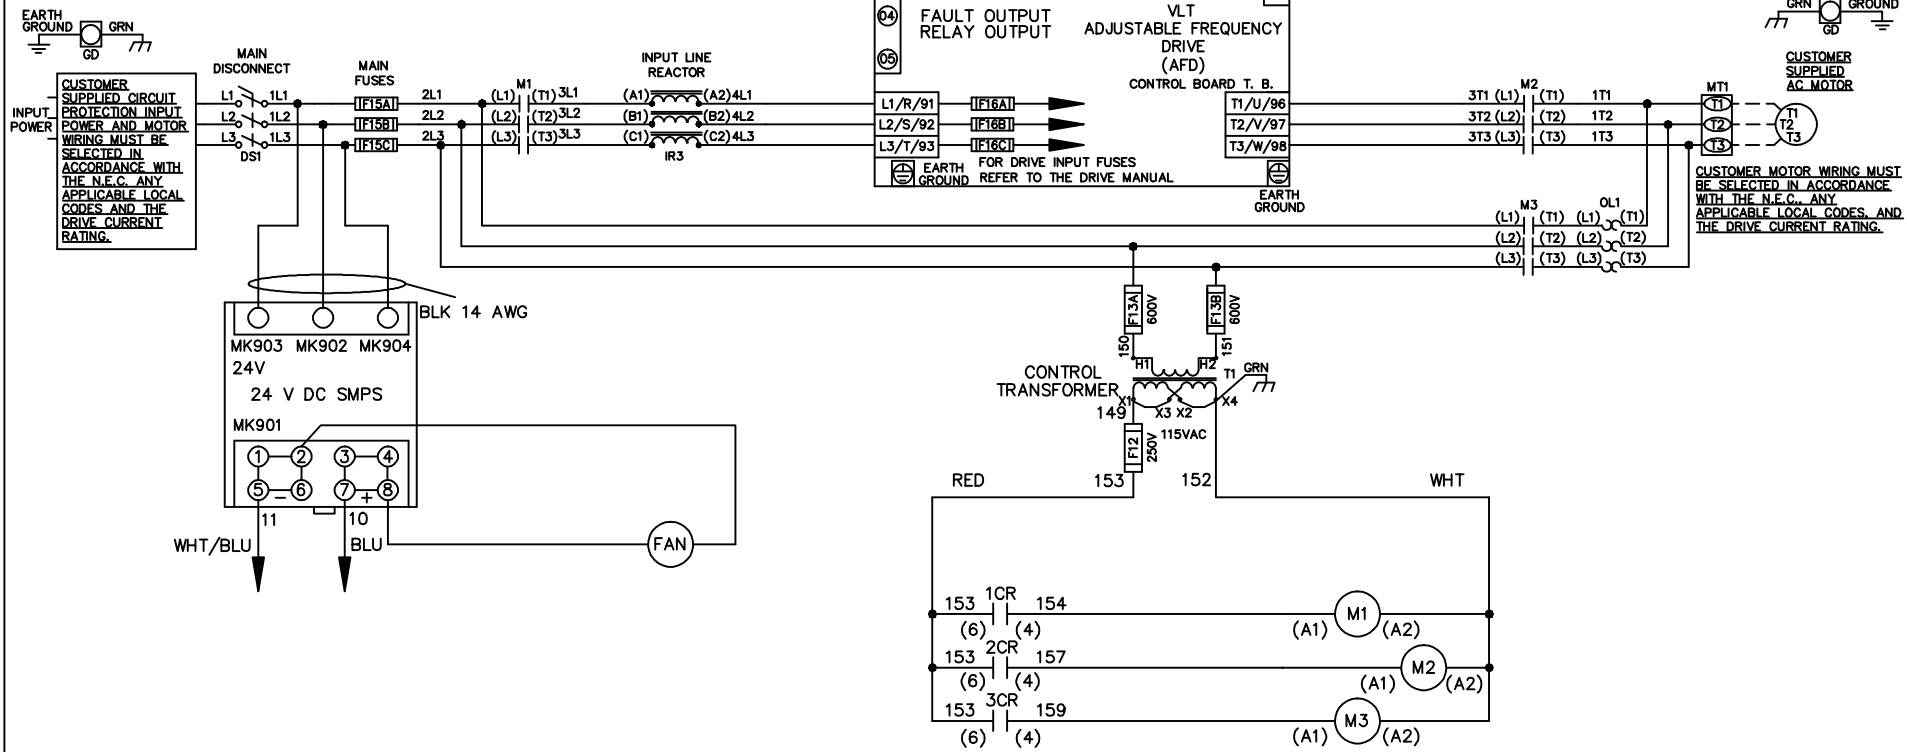 EARTH
GROUND
GRN
GD
04
FAULT OUTPUT
RELAY OUTPUT
05
VLT
ADJUSTABLE FREQUENCY
DRIVE
(AFD)
CONTROL BOARD T. B.
GRN
GROUND
GD
CUSTOMER
SUPPLIED
AC MOTOR
MAIN
DISCONNECT
MAIN
FUSES
INPUT LINE
REACTOR
INPUT
POWER
CUSTOMER
SUPPLIED CIRCUIT
PROTECTION INPUT
POWER AND MOTOR
WIRING MUST BE
SELECTED IN
ACCORDANCE WITH
THE N.E.C. ANY
APPLICABLE LOCAL
CODES AND THE
DRIVE CURRENT
RATING.
M1
M2
MT1
L1 1L1 F15A 2L1 (L1) (T1) 3L1 (A1) (A2) 4L1 L1/R/91 F16A T1/U/96 3T1 (L1) (T1) 1T1 T1 T1
L2 1L2 F15B 2L2 (L2) (T2) 3L2 (B1) (B2) 4L2 L2/S/92 F16B T2/V/97 3T2 (L2) (T2) 1T2 T2 T2
L3 1L3 F15C 2L3 (L3) (T3) 3L3 (C1) (C2) 4L3 L3/T/93 F16C T3/W/98 3T3 (L3) (T3) 1T3 T3 T3
DS1
IR3
EARTH
GROUND
FOR DRIVE INPUT FUSES
REFER TO THE DRIVE MANUAL
EARTH
GROUND
CUSTOMER MOTOR WIRING MUST
BE SELECTED IN ACCORDANCE
WITH THE N.E.C., ANY
APPLICABLE LOCAL CODES, AND
THE DRIVE CURRENT RATING.
M3
OL1
(L1) (T1) (L1) (T1)
(L2) (T2) (L2) (T2)
(L3) (T3) (L3) (T3)
BLK 14 AWG
MK903 MK902 MK904
24V
24 V DC SMPS
MK901
1 2 3 4
5 - 6 7 + 8
11
10
WHT/BLU
BLU
FAN
F13A
600V
F13B
600V
150
151
H1
H2
CONTROL
TRANSFORMER
T1
GRN
X1
X3 X2
X4
149
115VAC
F12
250V
153
152
RED
WHT
1CR
153 154
(6) (4)
M1
(A1) (A2)
2CR
153 157
(6) (4)
M2
(A1) (A2)
3CR
153 159
(6) (4)
M3
(A1) (A2)